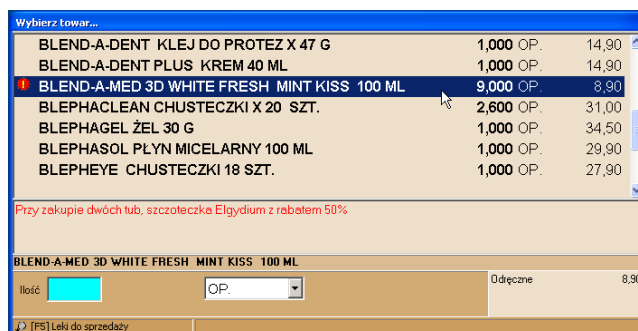 Wybierz towar...
BLEND-A-DENT KLEJ DO PROTEZ X 47 G 1,000 OP. 14,90
BLEND-A-DENT PLUS KREM 40 ML 1,000 OP. 14,90
BLEND-A-MED 3D WHITE FRESH MINT KISS 100 ML 9,000 OP. 8,90
BLEPHACLEAN CHUSTECZKI X 20 SZT. 2,600 OP. 31,00
BLEPHAGEL ŻEL 30 G 1,000 OP. 34,50
BLEPHASOL PŁYN MICELARNY 100 ML 1,000 OP. 29,90
BLEPHEYE CHUSTECZKI 18 SZT. 1,000 OP. 27,90
Przy zakupie dwóch tub, szczoteczka Elgydium z rabatem 50%
BLEND-A-MED 3D WHITE FRESH MINT KISS 100 ML
Ilość OP. Odręczne 8,90
[F5] Leki do sprzedaży